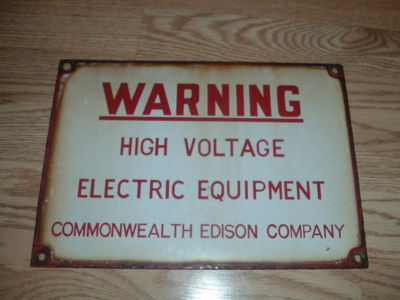 WARNING
HIGH VOLTAGE
ELECTRIC EQUIPMENT
COMMONWEALTH EDISON COMPANY